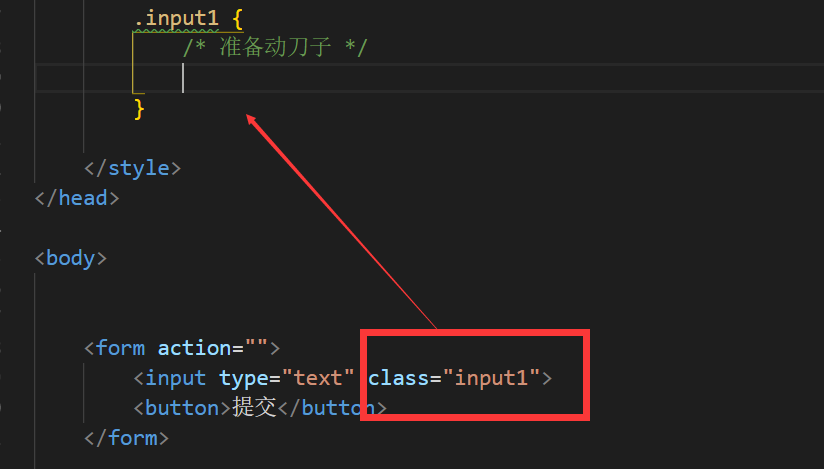 .input1 {
/* 准备动刀子 */
}
</style>
</head>
<body>
<form action="">
<input type="text" class="input1">
<button>提交</button>
</form>